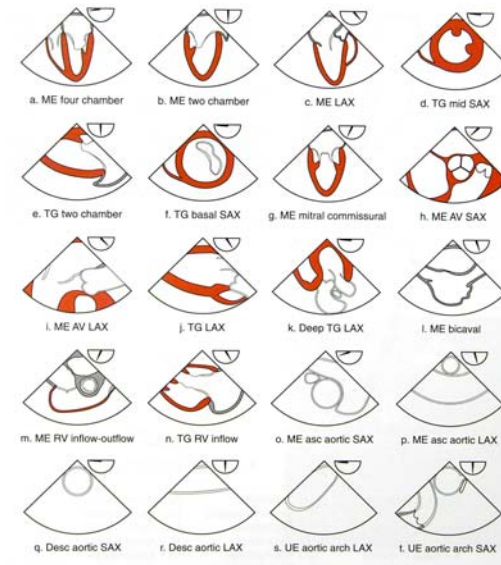 a. ME four chamber
b. ME two chamber
c. ME LAX
d. TG mid SAX
e. TG two chamber
f. TG basal SAX
g. ME mitral commissural
h. ME AV SAX
i. ME AV LAX
j. TG LAX
k. Deep TG LAX
l. ME bicaval
m. ME RV inflow-outflow
n. TG RV inflow
o. ME asc aortic SAX
p. ME asc aortic LAX
q. Desc aortic SAX
r. Desc aortic LAX
s. UE aortic arch LAX
t. UE aortic arch SAX